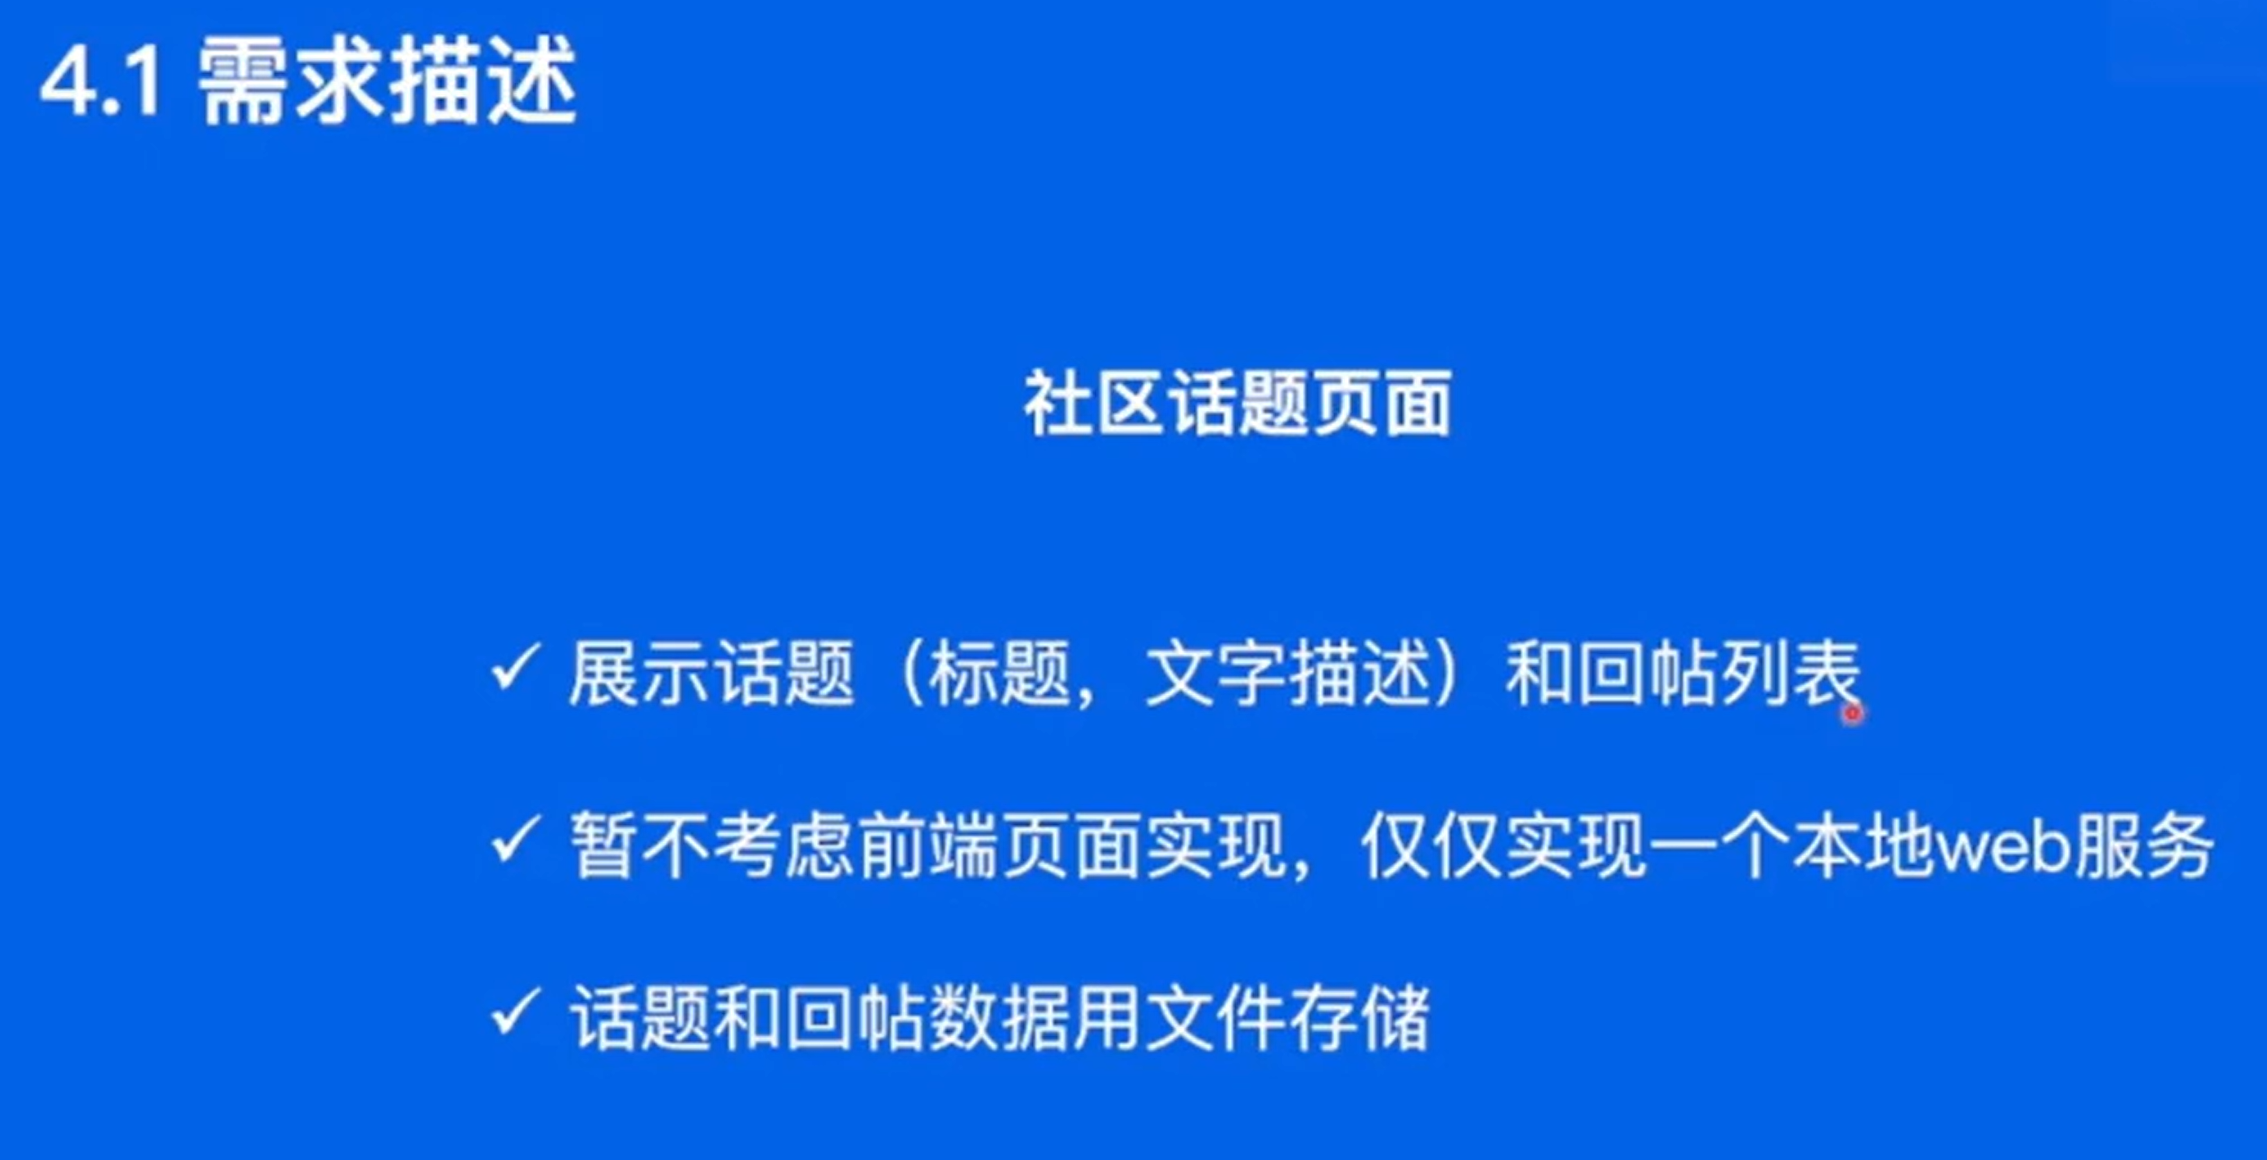 4.1 需求描述
社区话题页面
✓ 展示话题（标题，文字描述）和回帖列表
✓ 暂不考虑前端页面实现，仅仅实现一个本地web服务
✓ 话题和回帖数据用文件存储